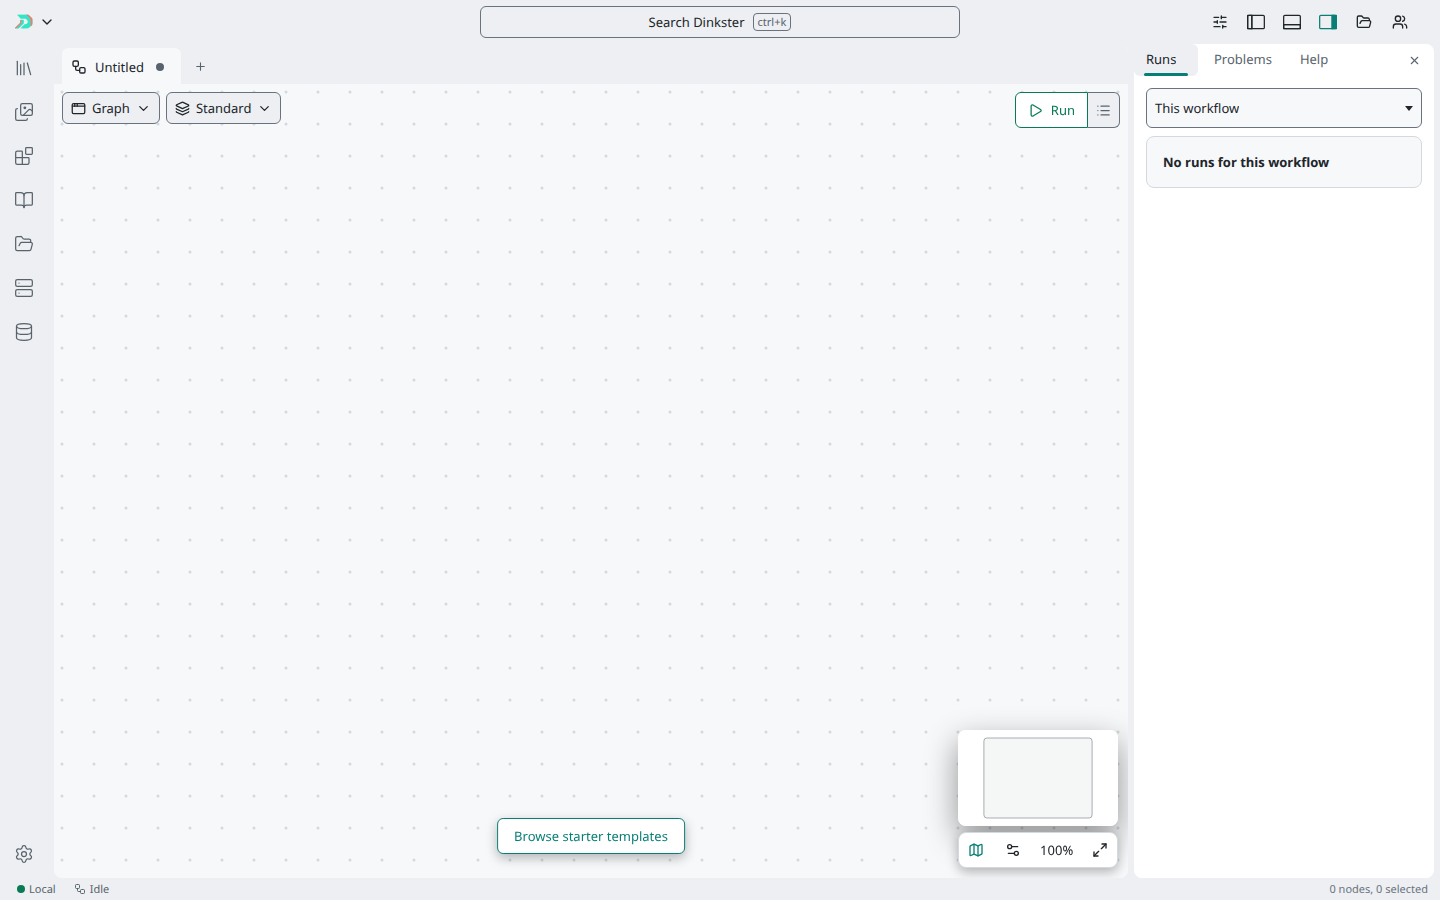 Search Dinkster ctrl+k
Untitled
Runs Problems Help
Graph
Standard
Run
This workflow
No runs for this workflow
Browse starter templates
100%
Local
Idle
0 nodes, 0 selected